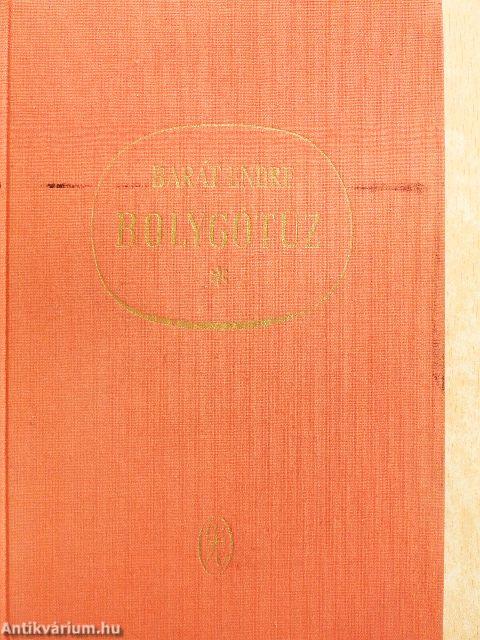 BARÁT ENDRE
BOLYGÓTŰZ
*
Antikvárium.hu